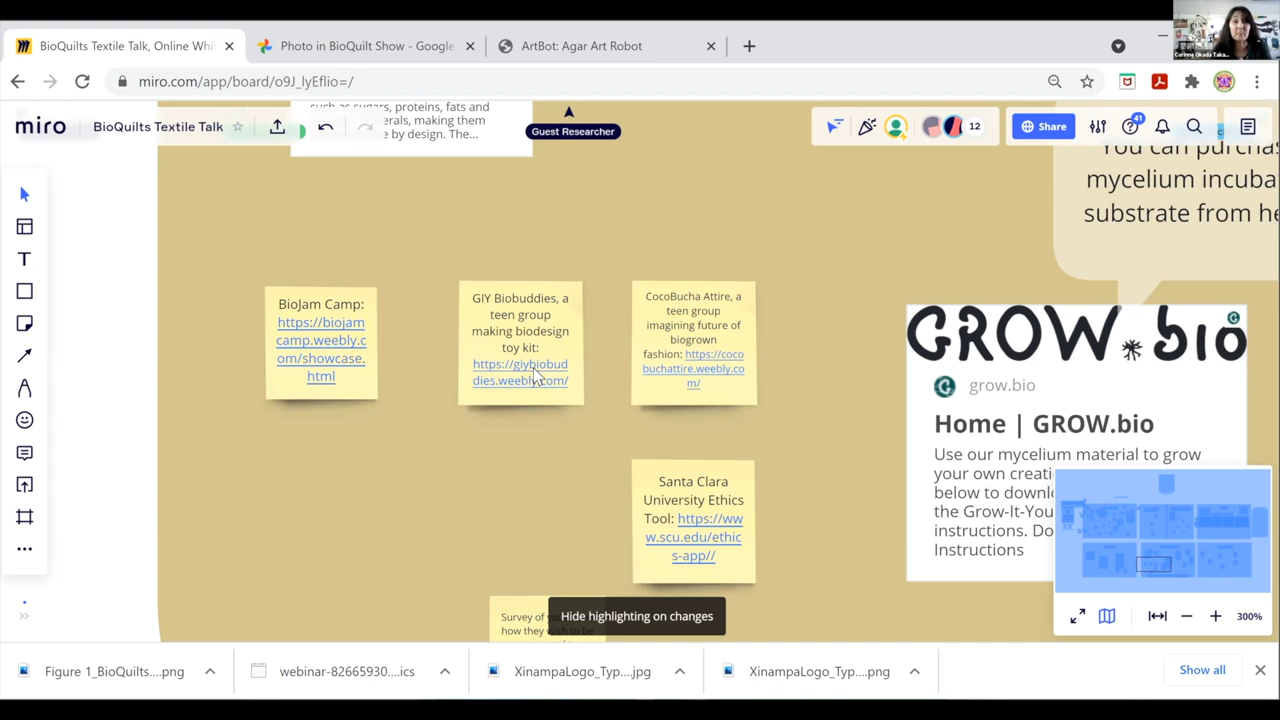 BioQuilts Textile Talk, Online Whi
Photo in BioQuilt Show - Google
ArtBot: Agar Art Robot
Corinne Okada Taka...
miro.com/app/board/o9J_lyEflio=/
such as sugars, proteins, fats and
erals, making them
e by design. The...
miro
BioQuilts Textile Talk
Guest Researcher
12
Share
41
You can purchas
mycelium incuba
substrate from he
BioJam Camp:
https://biojam
camp.weebly.c
om/showcase.
html
GIY Biobuddies, a
teen group
making biodesign
toy kit:
https://giybiobud
dies.weebly.com/
CocoBucha Attire, a
teen group
imagining future of
biogrown
fashion: https://coco
buchattire.weebly.co
m/
Santa Clara
University Ethics
Tool: https://ww
w.scu.edu/ethic
s-app//
GROW.bio
grow.bio
Home | GROW.bio
Use our mycelium material to grow
your own creati
below to downl
the Grow-It-You
instructions. Do
Instructions
Survey of
how they
Hide highlighting on changes
300%
Figure 1_BioQuilts....png
webinar-82665930....ics
XinampaLogo_Typ....jpg
XinampaLogo_Typ....png
Show all